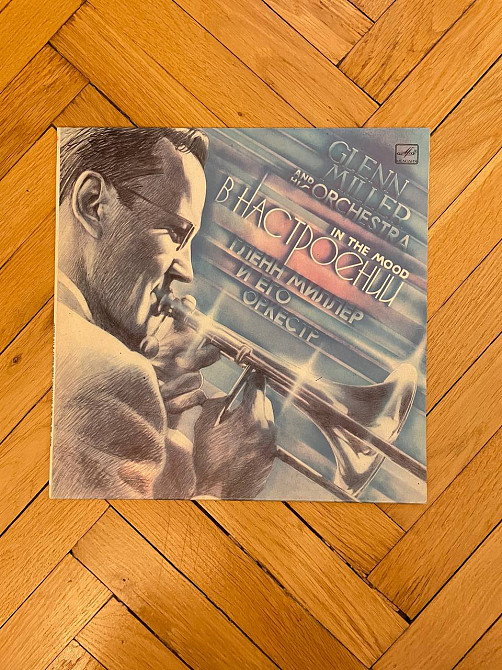 GLENN
MILLER
AND HIS ORCHESTRA
IN THE MOOD
В НАСТРОЕНИИ
ГЛЕНН МИЛЛЕР
И ЕГО
ОРКЕСТР